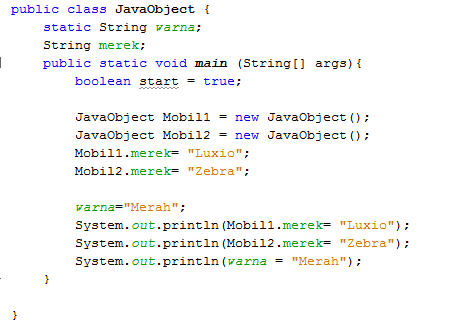 public class JavaObject {
static String warna;
String merek;
public static void main (String[] args){
boolean start = true;
JavaObject Mobil1 = new JavaObject();
JavaObject Mobil2 = new JavaObject();
Mobil1.merek= "Luxio";
Mobil2.merek= "Zebra";
warna="Merah";
System.out.println(Mobil1.merek= "Luxio");
System.out.println(Mobil2.merek= "Zebra");
System.out.println(warna = "Merah");
}
}